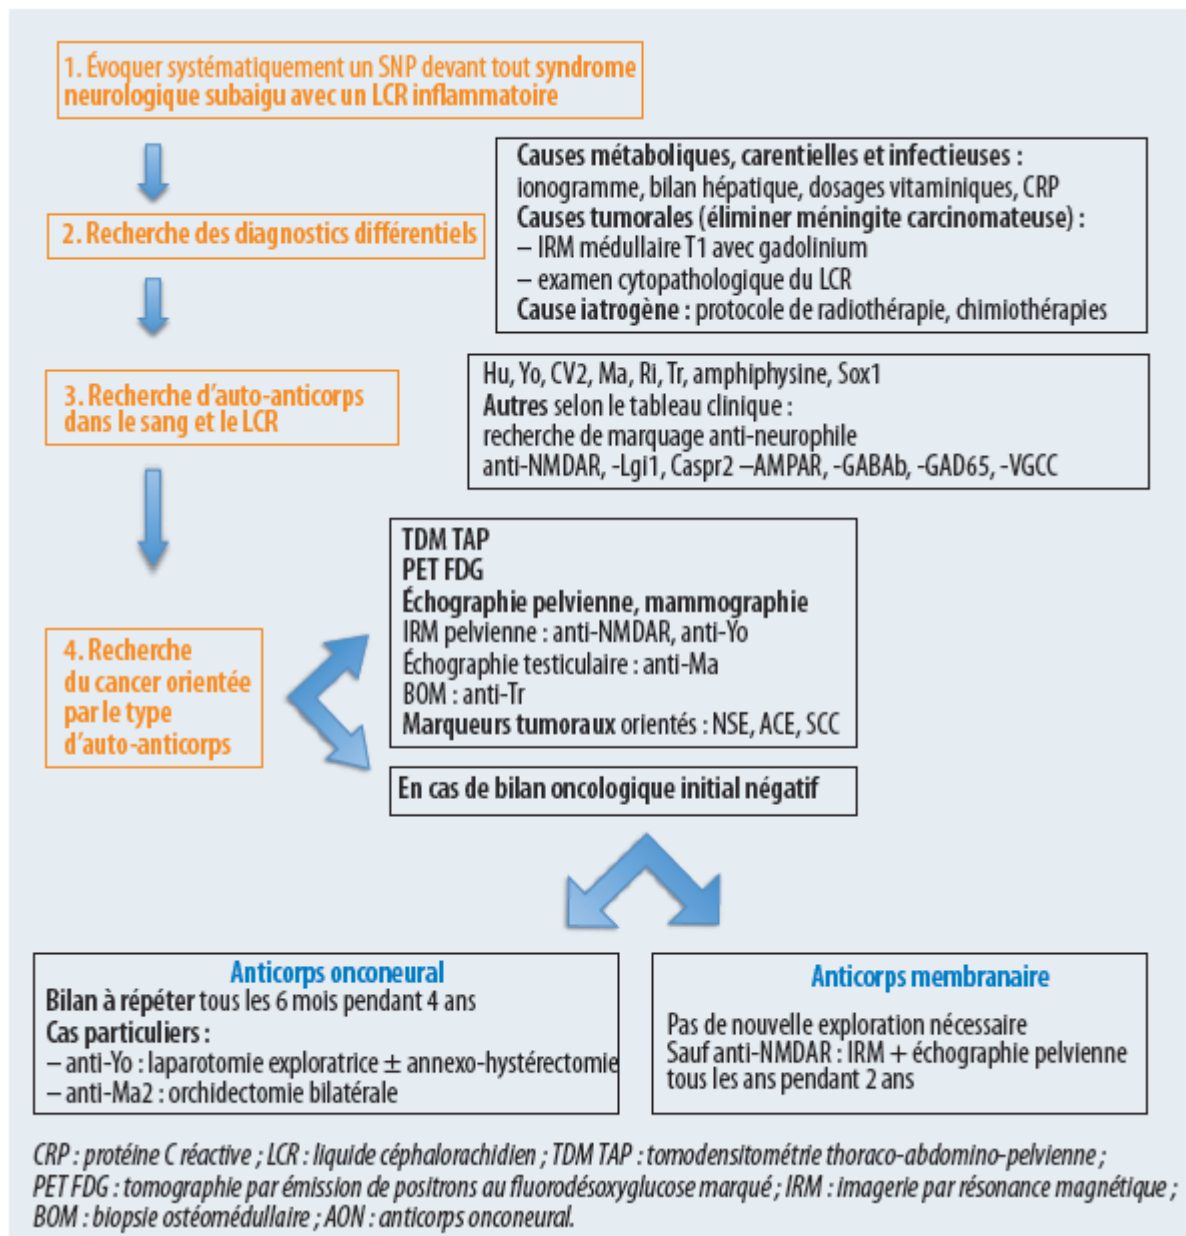 1. Évoquer systématiquement un SNP devant tout syndrome
neurologique subaigu avec un LCR inflammatoire
Causes métaboliques, carentielles et infectieuses :
ionogramme, bilan hépatique, dosages vitaminiques, CRP
Causes tumorales (éliminer méningite carcinomateuse) :
– IRM médullaire T1 avec gadolinium
– examen cytopathologique du LCR
Cause iatrogène : protocole de radiothérapie, chimiothérapies
2. Recherche des diagnostics différentiels
3. Recherche d'auto-anticorps
dans le sang et le LCR
Hu, Yo, CV2, Ma, Ri, Tr, amphiphysine, Sox1
Autres selon le tableau clinique :
recherche de marquage anti-neurophile
anti-NMDAR, -Lgi1, Caspr2 –AMPAR, -GABAb, -GAD65, -VGCC
4. Recherche
du cancer orientée
par le type
d'auto-anticorps
TDM TAP
PET FDG
Échographie pelvienne, mammographie
IRM pelvienne : anti-NMDAR, anti-Yo
Échographie testiculaire : anti-Ma
BOM : anti-Tr
Marqueurs tumoraux orientés : NSE, ACE, SCC
En cas de bilan oncologique initial négatif
Anticorps onconeural
Bilan à répéter tous les 6 mois pendant 4 ans
Cas particuliers :
– anti-Yo : laparotomie exploratrice ± annexo-hystérectomie
– anti-Ma2 : orchidectomie bilatérale
Anticorps membranaire
Pas de nouvelle exploration nécessaire
Sauf anti-NMDAR : IRM + échographie pelvienne
tous les ans pendant 2 ans
CRP : protéine C réactive ; LCR : liquide céphalorachidien ; TDM TAP : tomodensitométrie thoraco-abdomino-pelvienne ;
PET FDG : tomographie par émission de positrons au fluorodésoxyglucose marqué ; IRM : imagerie par résonance magnétique ;
BOM : biopsie ostéomédullaire ; AON : anticorps onconeural.